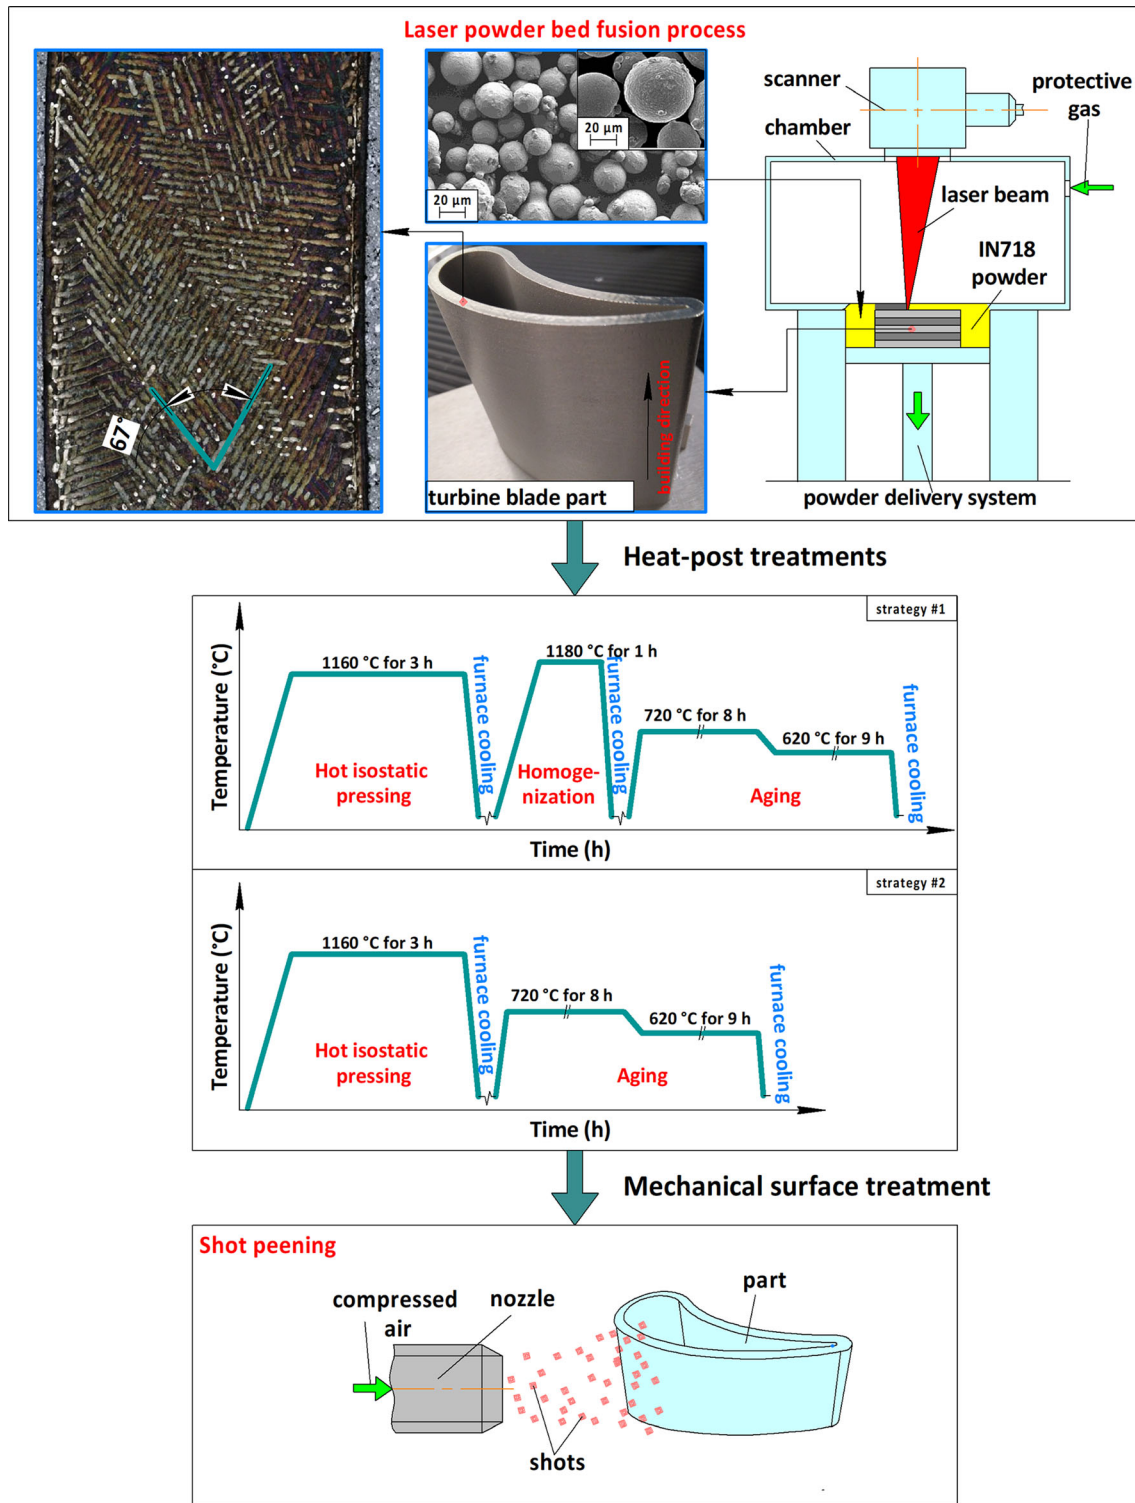 Laser powder bed fusion process
67°
20 µm
20 µm
turbine blade part
building direction
scanner
chamber
protective
gas
laser beam
IN718
powder
powder delivery system
Heat-post treatments
strategy #1
Temperature (°C)
1160 °C for 3 h
Hot isostatic
pressing
furnace cooling
1180 °C for 1 h
Homoge-
nization
furnace cooling
720 °C for 8 h
620 °C for 9 h
Aging
furnace cooling
Time (h)
strategy #2
Temperature (°C)
1160 °C for 3 h
Hot isostatic
pressing
furnace cooling
720 °C for 8 h
620 °C for 9 h
Aging
furnace cooling
Time (h)
Mechanical surface treatment
Shot peening
compressed
air
nozzle
shots
part